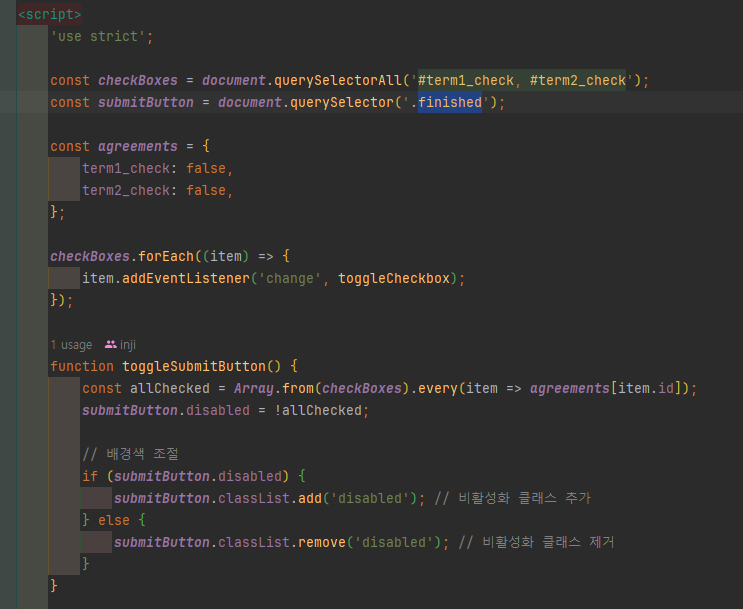 <script>
'use strict';
const checkBoxes = document.querySelectorAll('#term1_check, #term2_check');
const submitButton = document.querySelector('.finished');
const agreements = {
term1_check: false,
term2_check: false,
};
checkBoxes.forEach((item) => {
item.addEventListener('change', toggleCheckbox);
});
1 usage inji
function toggleSubmitButton() {
const allChecked = Array.from(checkBoxes).every(item => agreements[item.id]);
submitButton.disabled = !allChecked;
// 배경색 조절
if (submitButton.disabled) {
submitButton.classList.add('disabled'); // 비활성화 클래스 추가
} else {
submitButton.classList.remove('disabled'); // 비활성화 클래스 제거
}
}